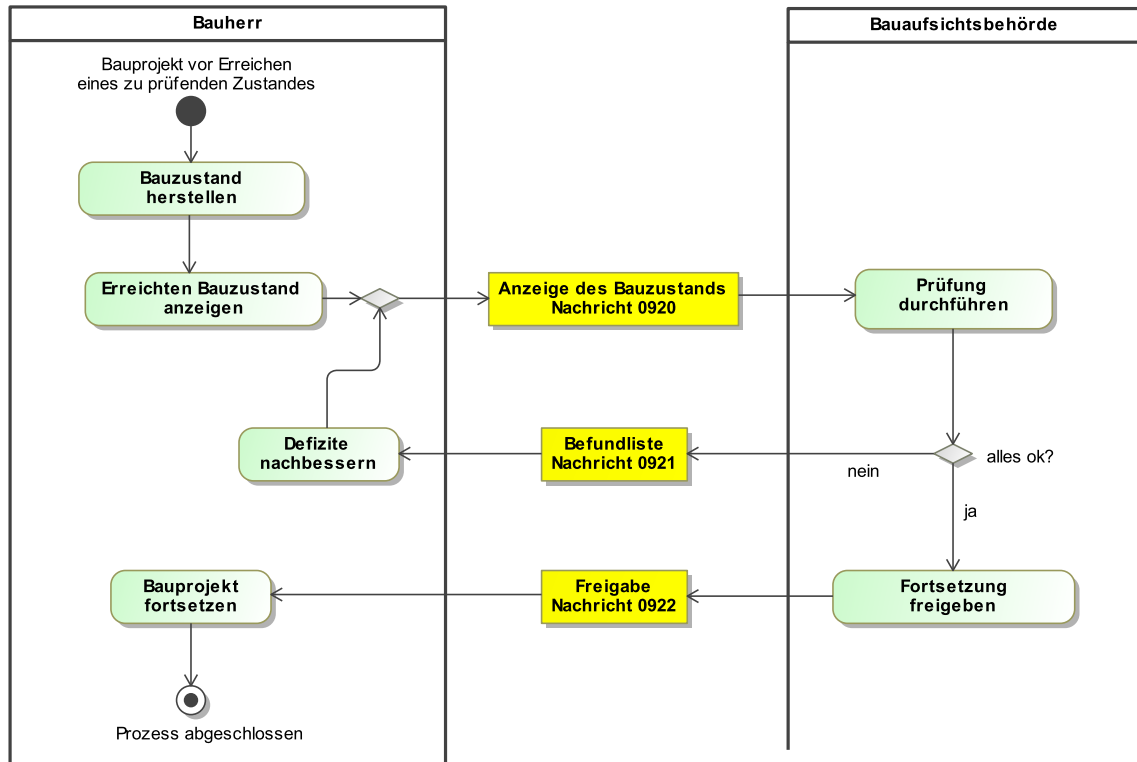 Bauherr
Bauaufsichtsbehörde
Bauprojekt vor Erreichen
eines zu prüfenden Zustandes
Bauzustand
herstellen
Erreichten Bauzustand
anzeigen
Anzeige des Bauzustands
Nachricht 0920
Prüfung
durchführen
Defizite
nachbessern
Befundliste
Nachricht 0921
nein
alles ok?
ja
Bauprojekt
fortsetzen
Freigabe
Nachricht 0922
Fortsetzung
freigeben
Prozess abgeschlossen